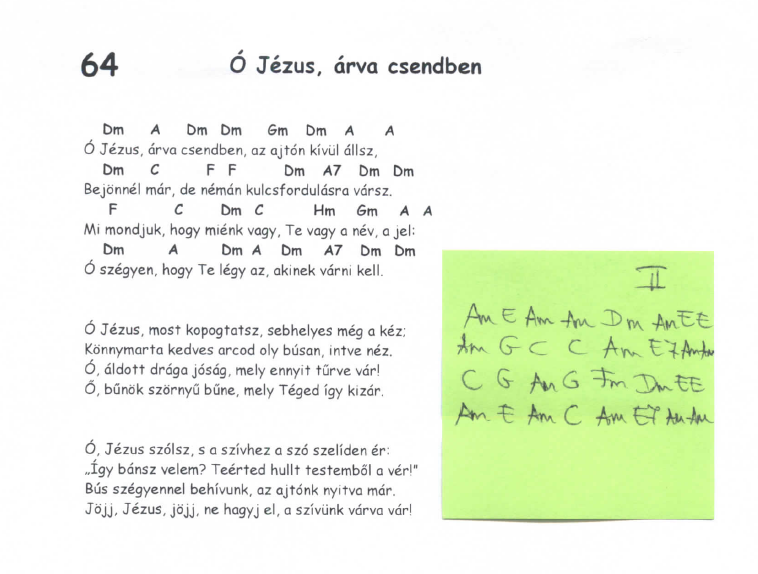 64 Ó Jézus, árva csendben
Dm A Dm Dm Gm Dm A A
Ó Jézus, árva csendben, az ajtón kívül állsz,
Dm C F F Dm A7 Dm Dm
Bejönnél már, de némán kulcsfordulásra vársz.
F C Dm C Hm Gm A A
Mi mondjuk, hogy miénk vagy, Te vagy a név, a jel:
Dm A Dm A Dm A7 Dm Dm
Ó szégyen, hogy Te légy az, akinek várni kell.
Ó Jézus, most kopogtatsz, sebhelyes még a kéz;
Könnymarta kedves arcod oly búsan, intve néz.
Ó, áldott drága jóság, mely ennyit tűrve vár!
Ő, bűnök szörnyű bűne, mely Téged így kizár.
Ó, Jézus szólsz, s a szívhez a szó szelíden ér:
„Így bánsz velem? Teérted hullt testemből a vér!"
Bús szégyennel behívunk, az ajtónk nyitva már.
Jöjj, Jézus, jöjj, ne hagyj el, a szívünk várva vár!
II
Am E Am Am Dm Am E E
Am G C C Am E7 Am Am
C G Am G Fm Dm E E
Am E Am C Am E7 Am Am